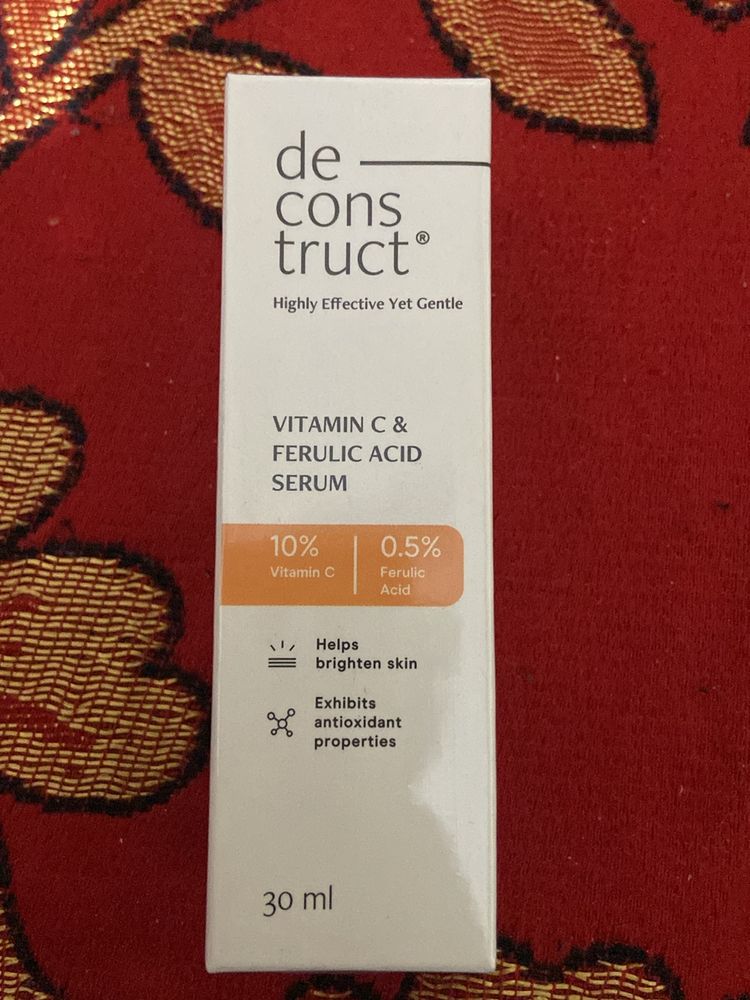 de
cons
truct®
Highly Effective Yet Gentle
VITAMIN C &
FERULIC ACID
SERUM
10%
Vitamin C
0.5%
Ferulic
Acid
Helps
brighten skin
Exhibits
antioxidant
properties
30 ml